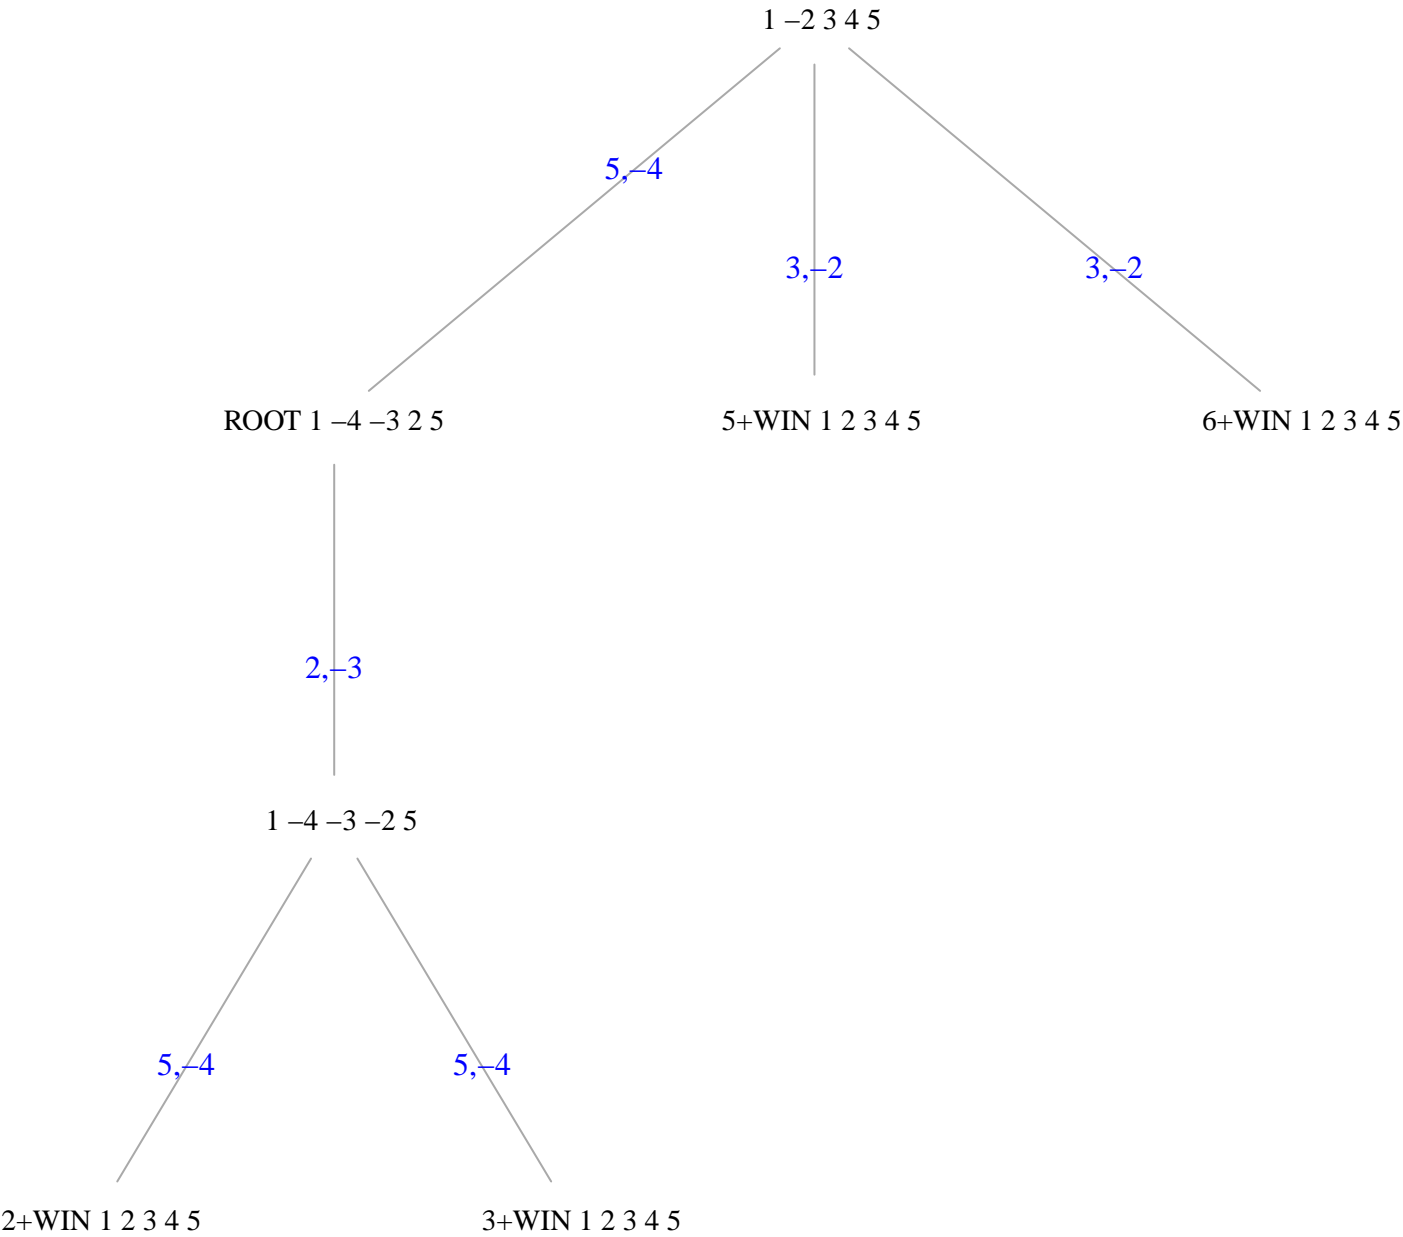 1 –2 3 4 5
5,–4
3,–2
3,–2
ROOT 1 –4 –3 2 5
5+WIN 1 2 3 4 5
6+WIN 1 2 3 4 5
2,–3
1 –4 –3 –2 5
5,–4
5,–4
2+WIN 1 2 3 4 5
3+WIN 1 2 3 4 5